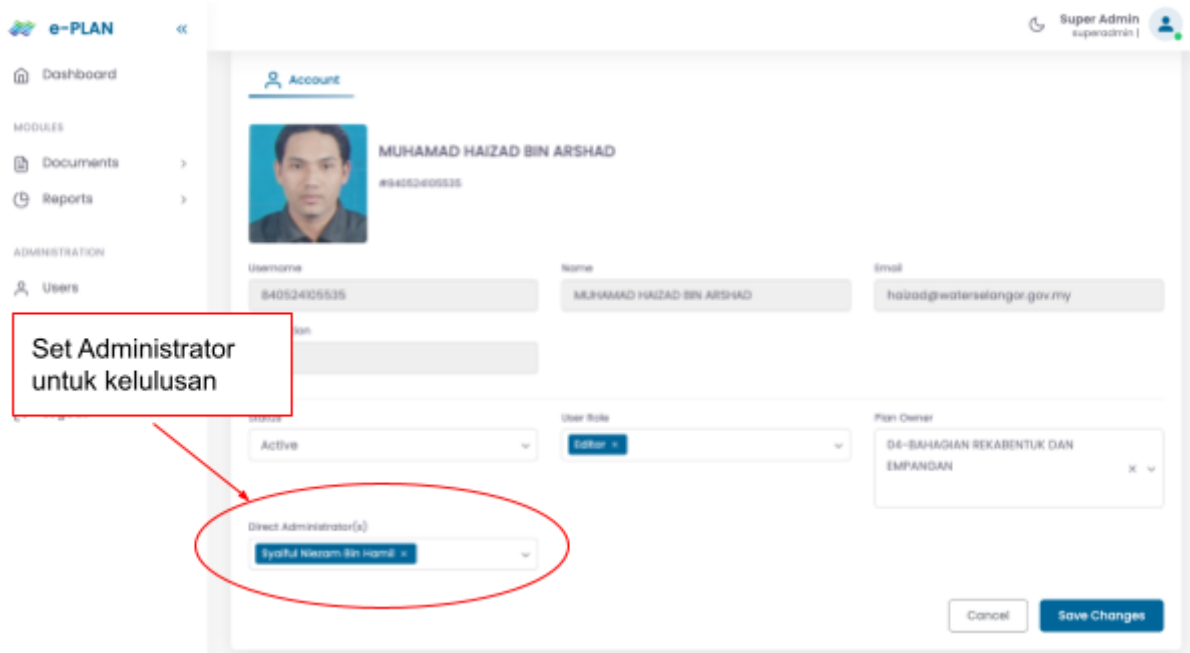 e-PLAN
«
Super Admin
superadmin |
Dashboard
Account
MODULES
MUHAMAD HAIZAD BIN ARSHAD
Documents
#840524105535
Reports
ADMINISTRATION
Username
Name
Email
Users
840524105535
MUHAMAD HAIZAD BIN ARSHAD
haizad@waterselangor.gov.my
Set Administrator
untuk kelulusan
Status
User Role
Plan Owner
Active
Editor ×
D4-BAHAGIAN REKABENTUK DAN
EMPANGAN
Direct Administrator(s)
Syaiful Niezam Bin Hamil ×
Cancel
Save Changes